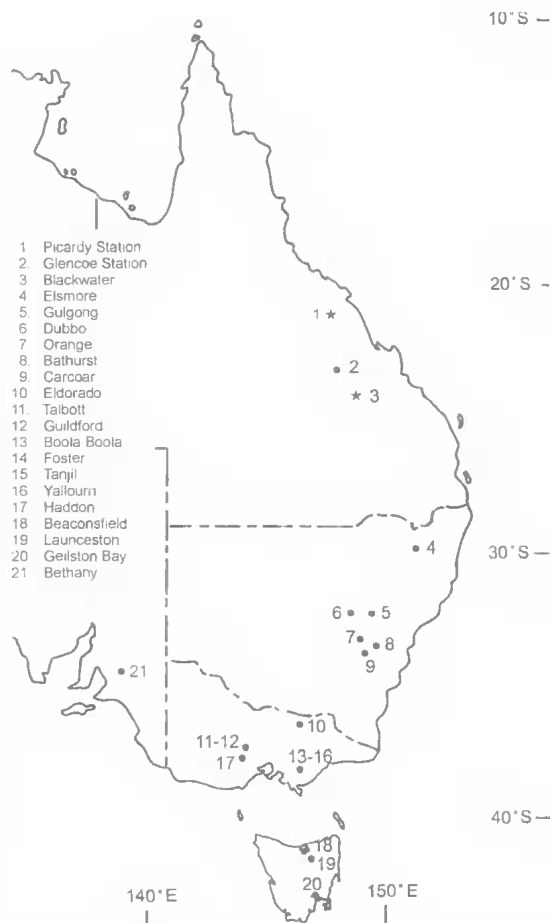 10°S
1 Picardy Station
2. Glencoe Station
3 Blackwater
4 Elsmore
5. Gulgong
6 Dubbo
7 Orange
8. Bathurst
9. Carcoar
10 Eldorado
11. Talbott
12 Guildford
13 Boola Boola
14 Foster
15 Tanjil
16 Yallourn
17 Haddon
18 Beaconsfield
19 Launceston
20 Geilston Bay
21 Bethany
20°S
1
2
3
30°S
4
6 5
7 8
9
21
10
11-12
17 13-16
40°S
18
19
20
140°E 150°E